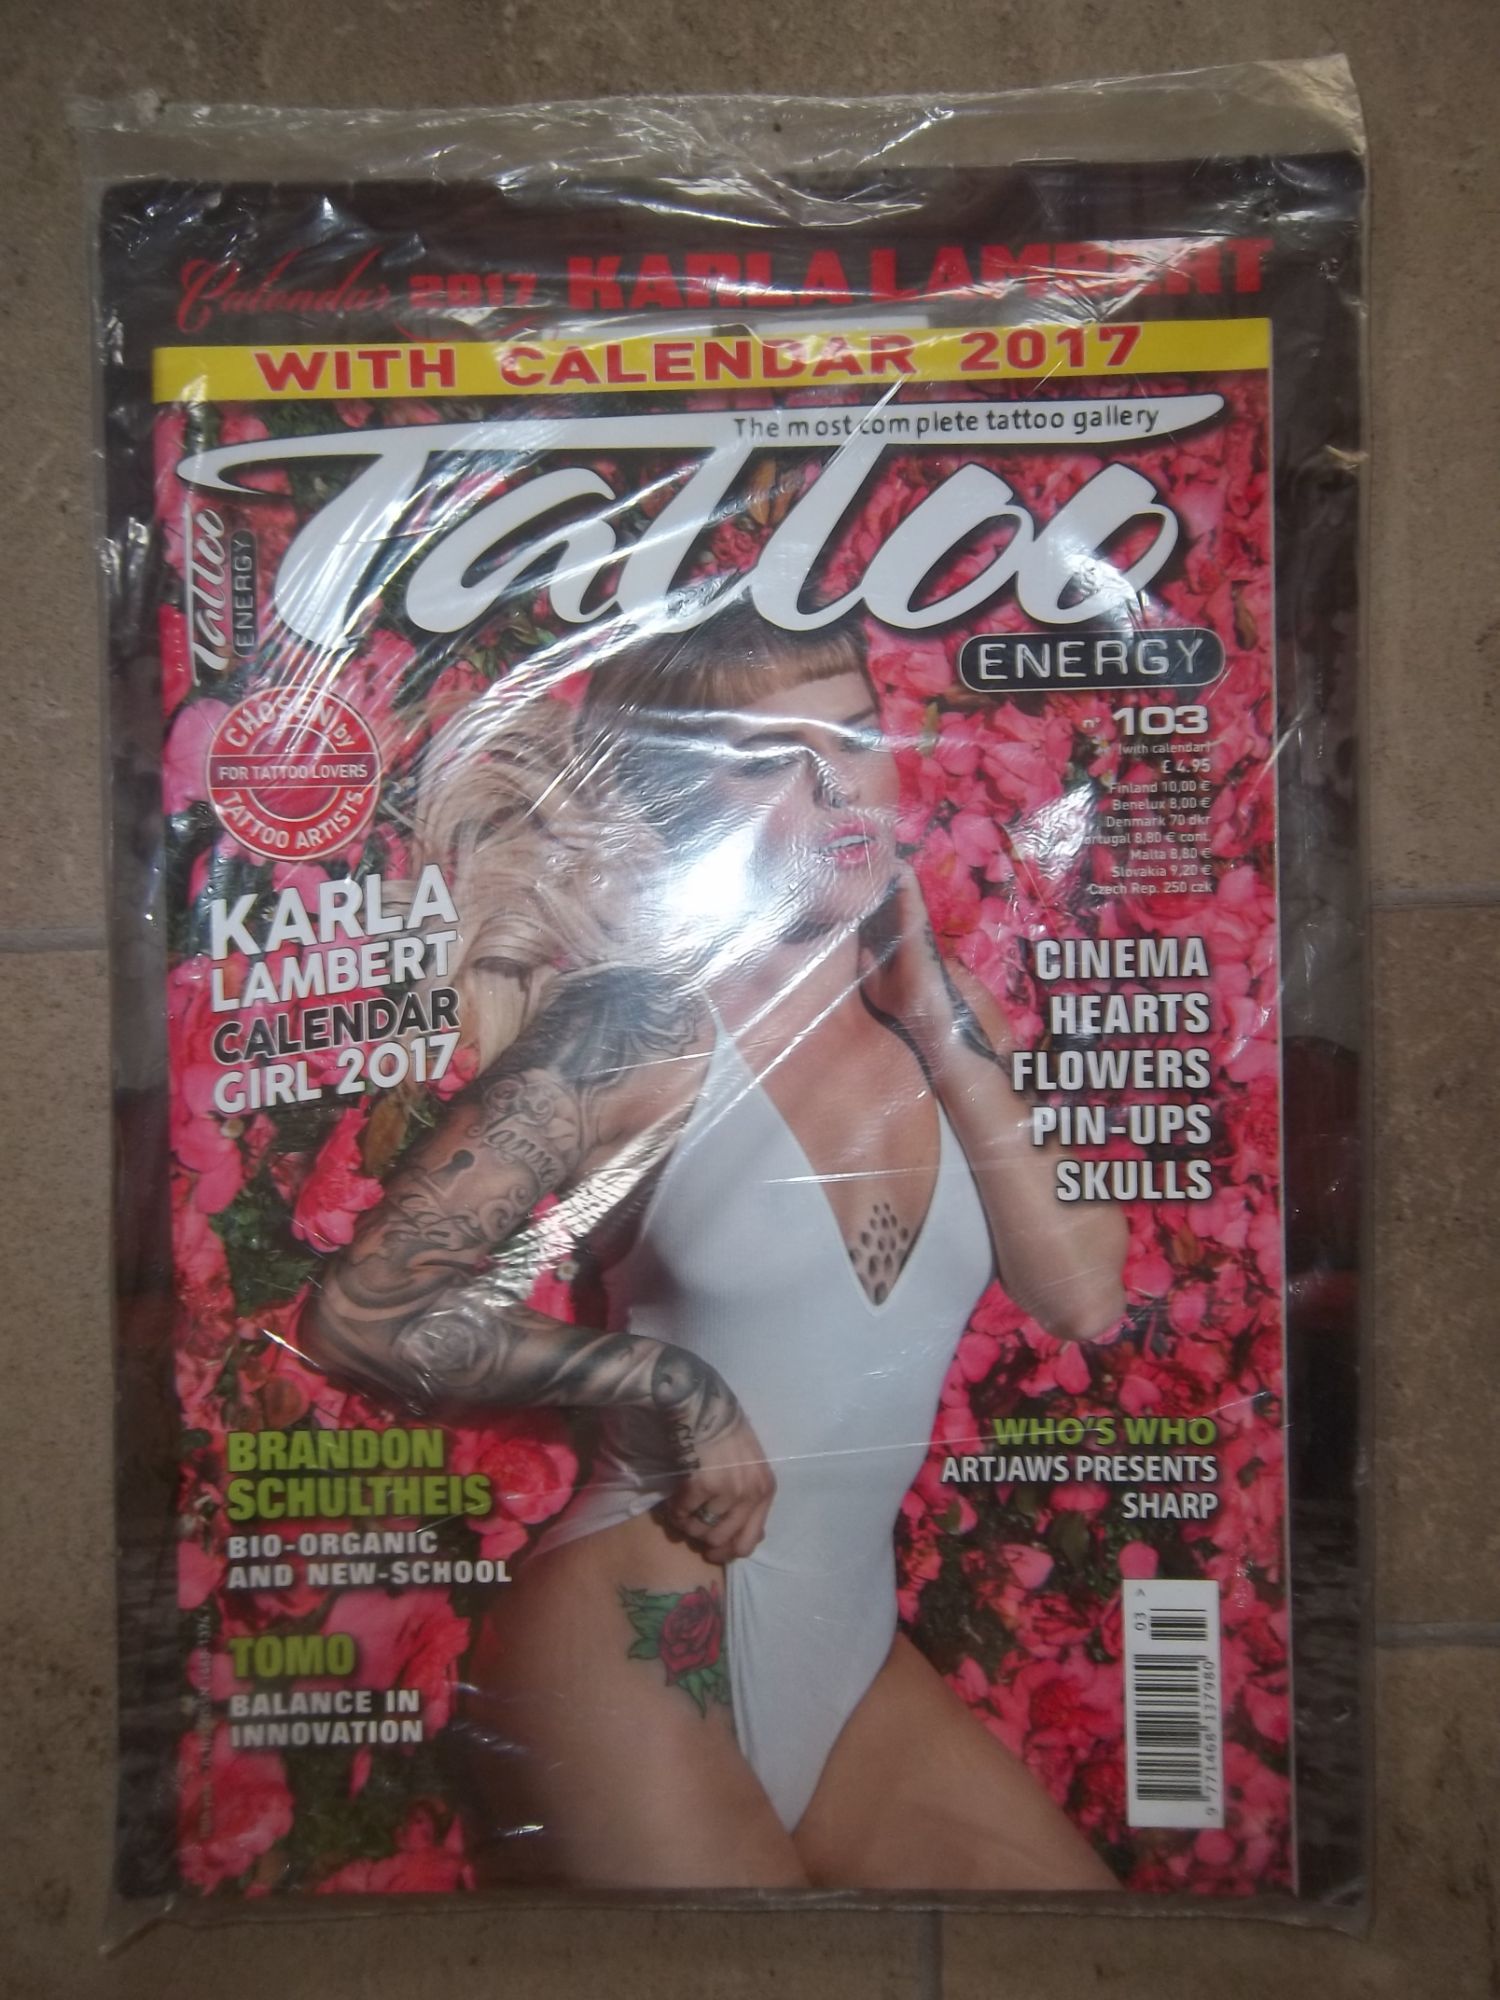 Calendar 2017 KARLA LAMBERT
WITH CALENDAR 2017
The most complete tattoo gallery
Tattoo
ENERGY
Tattoo
ENERGY
CHOSEN by
FOR TATTOO LOVERS
TATTOO ARTISTS
n° 103
(with calendar)
£ 4.95
Finland 10,00 €
Benelux 8,00 €
Denmark 70 dkr
Portugal 8,80 € cont.
Malta 8,80 €
Slovakia 9,20 €
Czech Rep. 250 czk
KARLA
LAMBERT
CALENDAR
GIRL 2017
CINEMA
HEARTS
FLOWERS
PIN-UPS
SKULLS
BRANDON
SCHULTHEIS
BIO-ORGANIC
AND NEW-SCHOOL
TOMO
BALANCE IN
INNOVATION
WHO'S WHO
ARTJAWS PRESENTS
SHARP
03
A
9 771468 137980